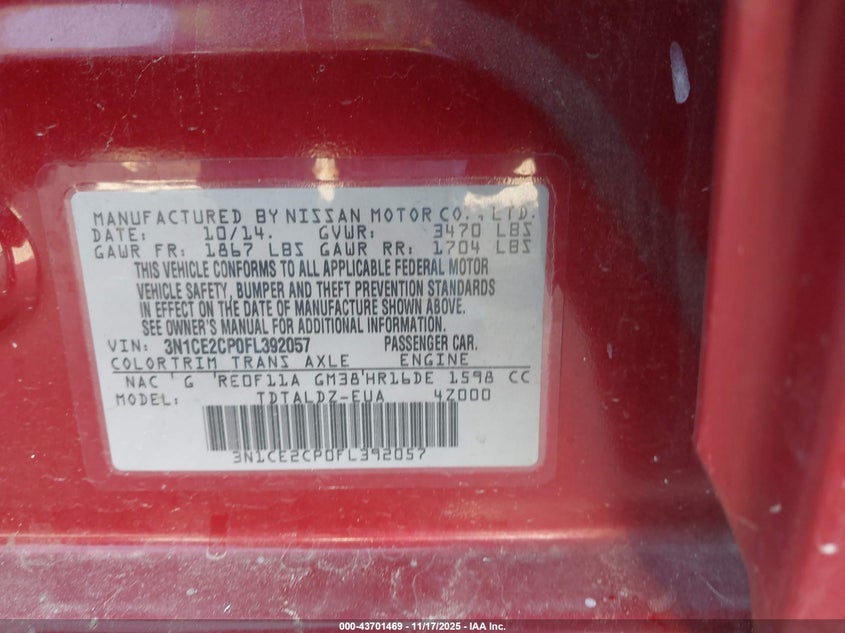 MANUFACTURED BY NISSAN MOTOR CO., LTD.
DATE: 10/14. GVWR: 3470 LBS
GAWR FR: 1867 LBS GAWR RR: 1704 LBS
THIS VEHICLE CONFORMS TO ALL APPLICABLE FEDERAL MOTOR
VEHICLE SAFETY, BUMPER AND THEFT PREVENTION STANDARDS
IN EFFECT ON THE DATE OF MANUFACTURE SHOWN ABOVE.
SEE OWNER'S MANUAL FOR ADDITIONAL INFORMATION.
VIN: 3N1CE2CP0FL392057 PASSENGER CAR.
COLOR TRIM TRANS AXLE ENGINE
NAC G RE0F11A GM38 HR16DE 1598 CC
MODEL: TDTALDZ-EUA 4Z000
3N1CE2CP0FL392057
000-43701469 - 11/17/2025 - IAA Inc.